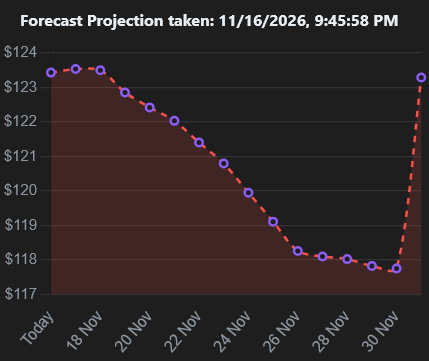 Forecast Projection taken: 11/16/2026, 9:45:58 PM
$124
$123
$122
$121
$120
$119
$118
$117
Today
18 Nov
20 Nov
22 Nov
24 Nov
26 Nov
28 Nov
30 Nov